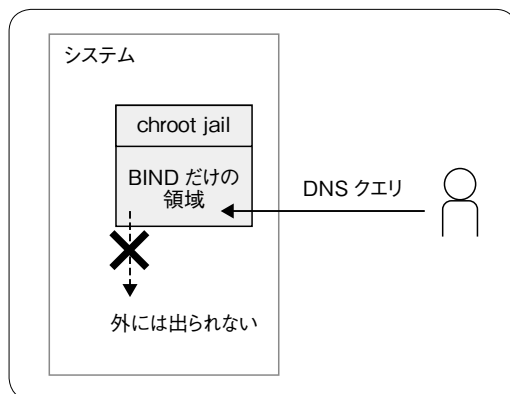 システム
chroot jail
BIND だけの
領域
DNS クエリ
外には出られない